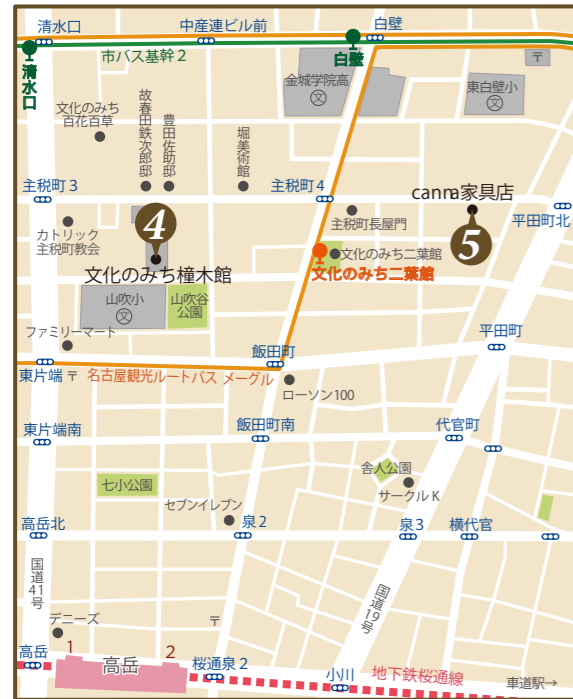 清水口
中産連ビル前
白壁
市バス基幹2
清水口
白壁
金城学院高
文
〒
東白壁小
文
文化のみち
百花百草
故春田鉄次郎邸
豊田佐助邸
堀美術館
主税町3
主税町4
canma家具店
平田町北
カトリック
主税町教会
4
主税町長屋門
5
文化のみち二葉館
文化のみち二葉館
文化のみち橦木館
山吹小
文
山吹谷
公園
ファミリーマート
平田町
飯田町
東片端
〒
名古屋観光ルートバス メーグル
ローソン100
東片端南
飯田町南
代官町
舎人公園
サークルK
七小公園
セブンイレブン
高岳北
泉2
泉3
横代官
国道41号
国道19号
デニーズ
〒
1
2
高岳
高岳
桜通泉2
小川
地下鉄桜通線
車道駅→